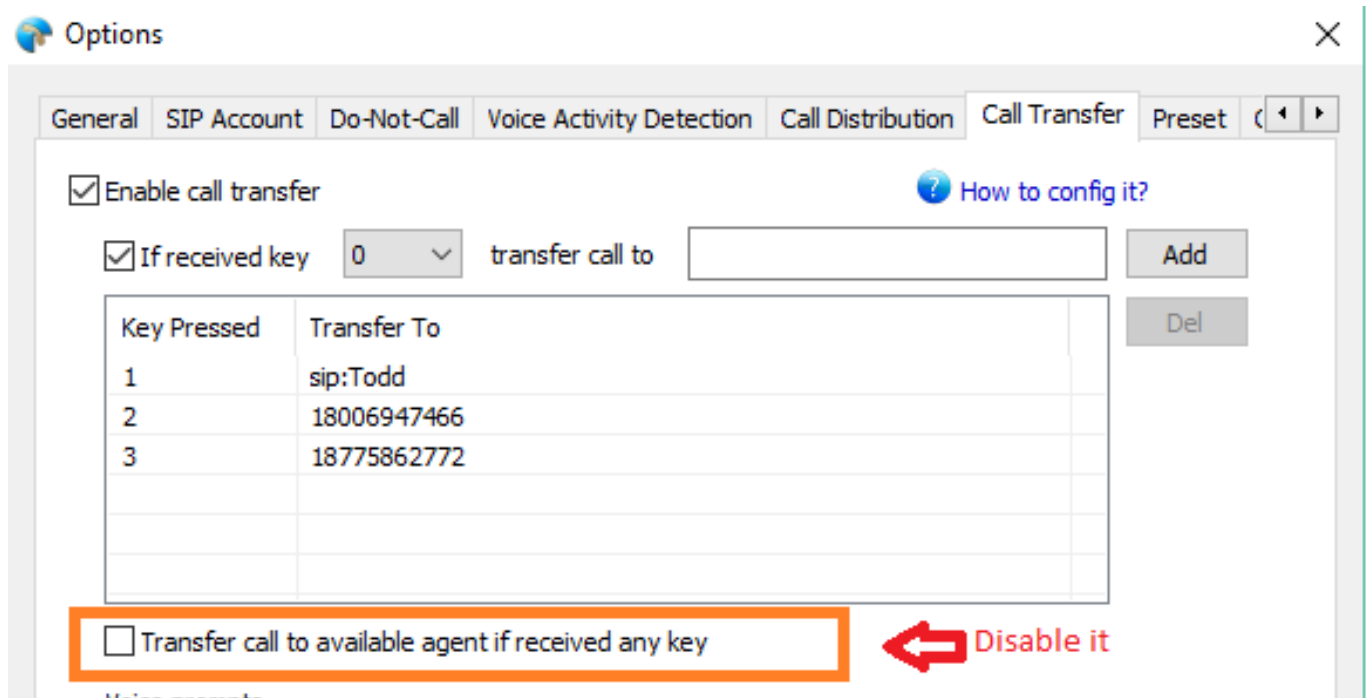 Options
General SIP Account Do-Not-Call Voice Activity Detection Call Distribution Call Transfer Preset
Enable call transfer
How to config it?
If received key 0 transfer call to Add
Key Pressed Transfer To Del
1 sip:Todd
2 18006947466
3 18775862772
Transfer call to available agent if received any key Disable it